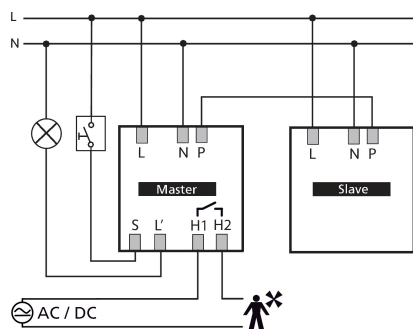 L
N
L N P
L N P
Master
Slave
S L' H1 H2
AC / DC